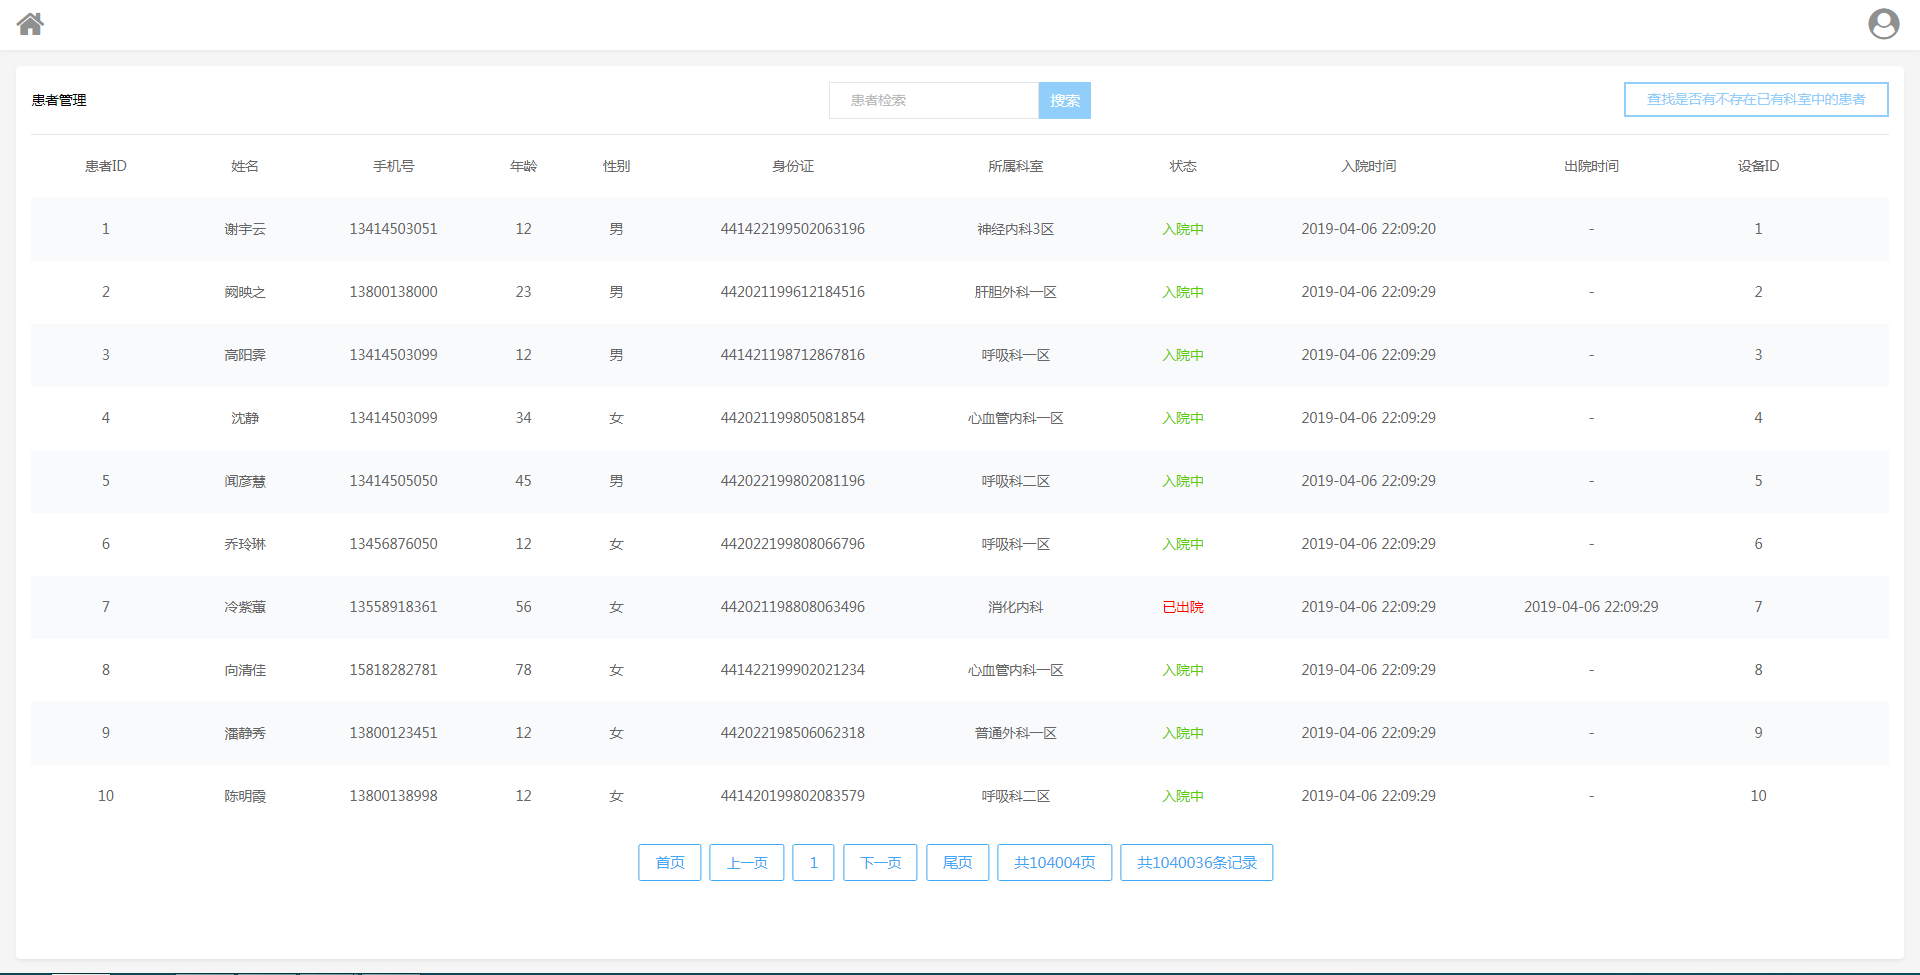 患者管理 患者检索 搜索 查找是否有不存在已有科室中的患者
患者ID 姓名 手机号 年龄 性别 身份证 所属科室 状态 入院时间 出院时间 设备ID
1 谢宇云 13414503051 12 男 441422199502063196 神经内科3区 入院中 2019-04-06 22:09:20 - 1
2 阙映之 13800138000 23 男 442021199612184516 肝胆外科一区 入院中 2019-04-06 22:09:29 - 2
3 高阳霁 13414503099 12 男 441421198712867816 呼吸科一区 入院中 2019-04-06 22:09:29 - 3
4 沈静 13414503099 34 女 442021199805081854 心血管内科一区 入院中 2019-04-06 22:09:29 - 4
5 闻彦慧 13414505050 45 男 442022199802081196 呼吸科二区 入院中 2019-04-06 22:09:29 - 5
6 乔玲琳 13456876050 12 女 442022199808066796 呼吸科一区 入院中 2019-04-06 22:09:29 - 6
7 冷紫蕙 13558918361 56 女 442021198808063496 消化内科 已出院 2019-04-06 22:09:29 2019-04-06 22:09:29 7
8 向清佳 15818282781 78 女 441422199902021234 心血管内科一区 入院中 2019-04-06 22:09:29 - 8
9 潘静秀 13800123451 12 女 442022198506062318 普通外科一区 入院中 2019-04-06 22:09:29 - 9
10 陈明霞 13800138998 12 女 441420199802083579 呼吸科二区 入院中 2019-04-06 22:09:29 - 10
首页 上一页 1 下一页 尾页 共104004页 共1040036条记录